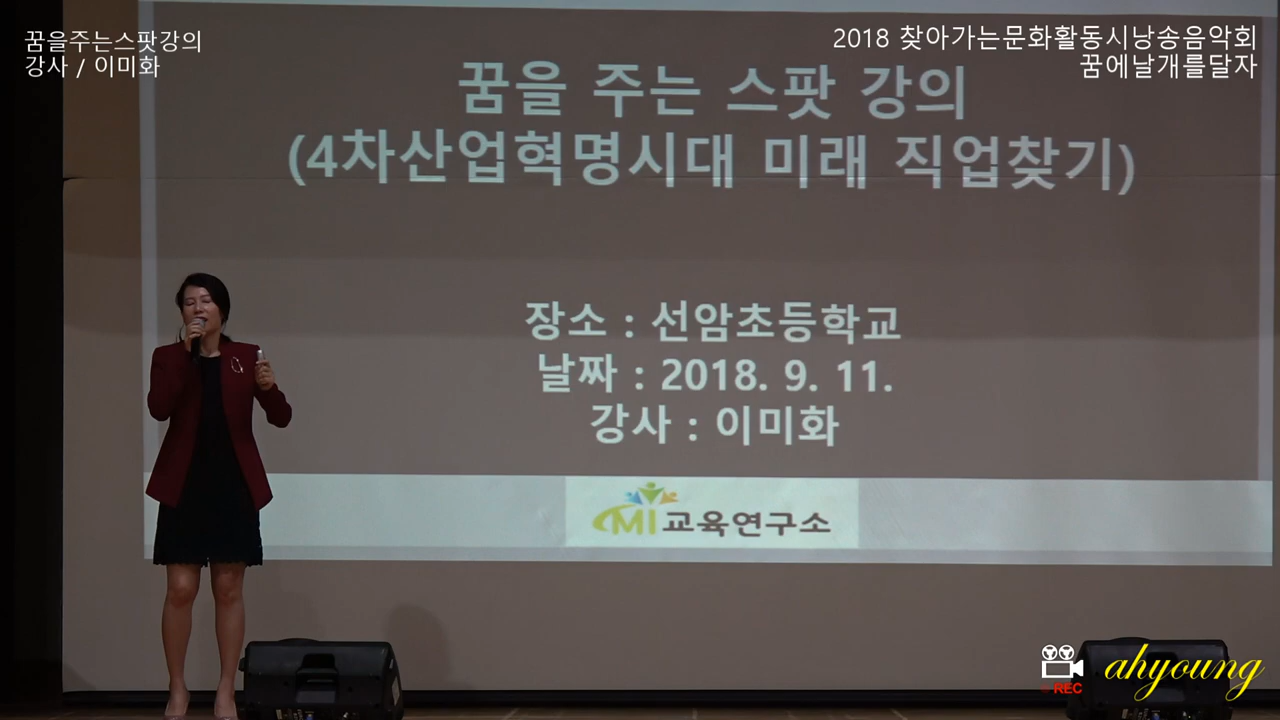 꿈을주는스팟강의
강사 / 이미화
2018 찾아가는문화활동시낭송음악회
꿈에날개를달자
꿈을 주는 스팟 강의
(4차산업혁명시대 미래 직업찾기)
장소 : 선암초등학교
날짜 : 2018. 9. 11.
강사 : 이미화
MI교육연구소
REC
ahyoung